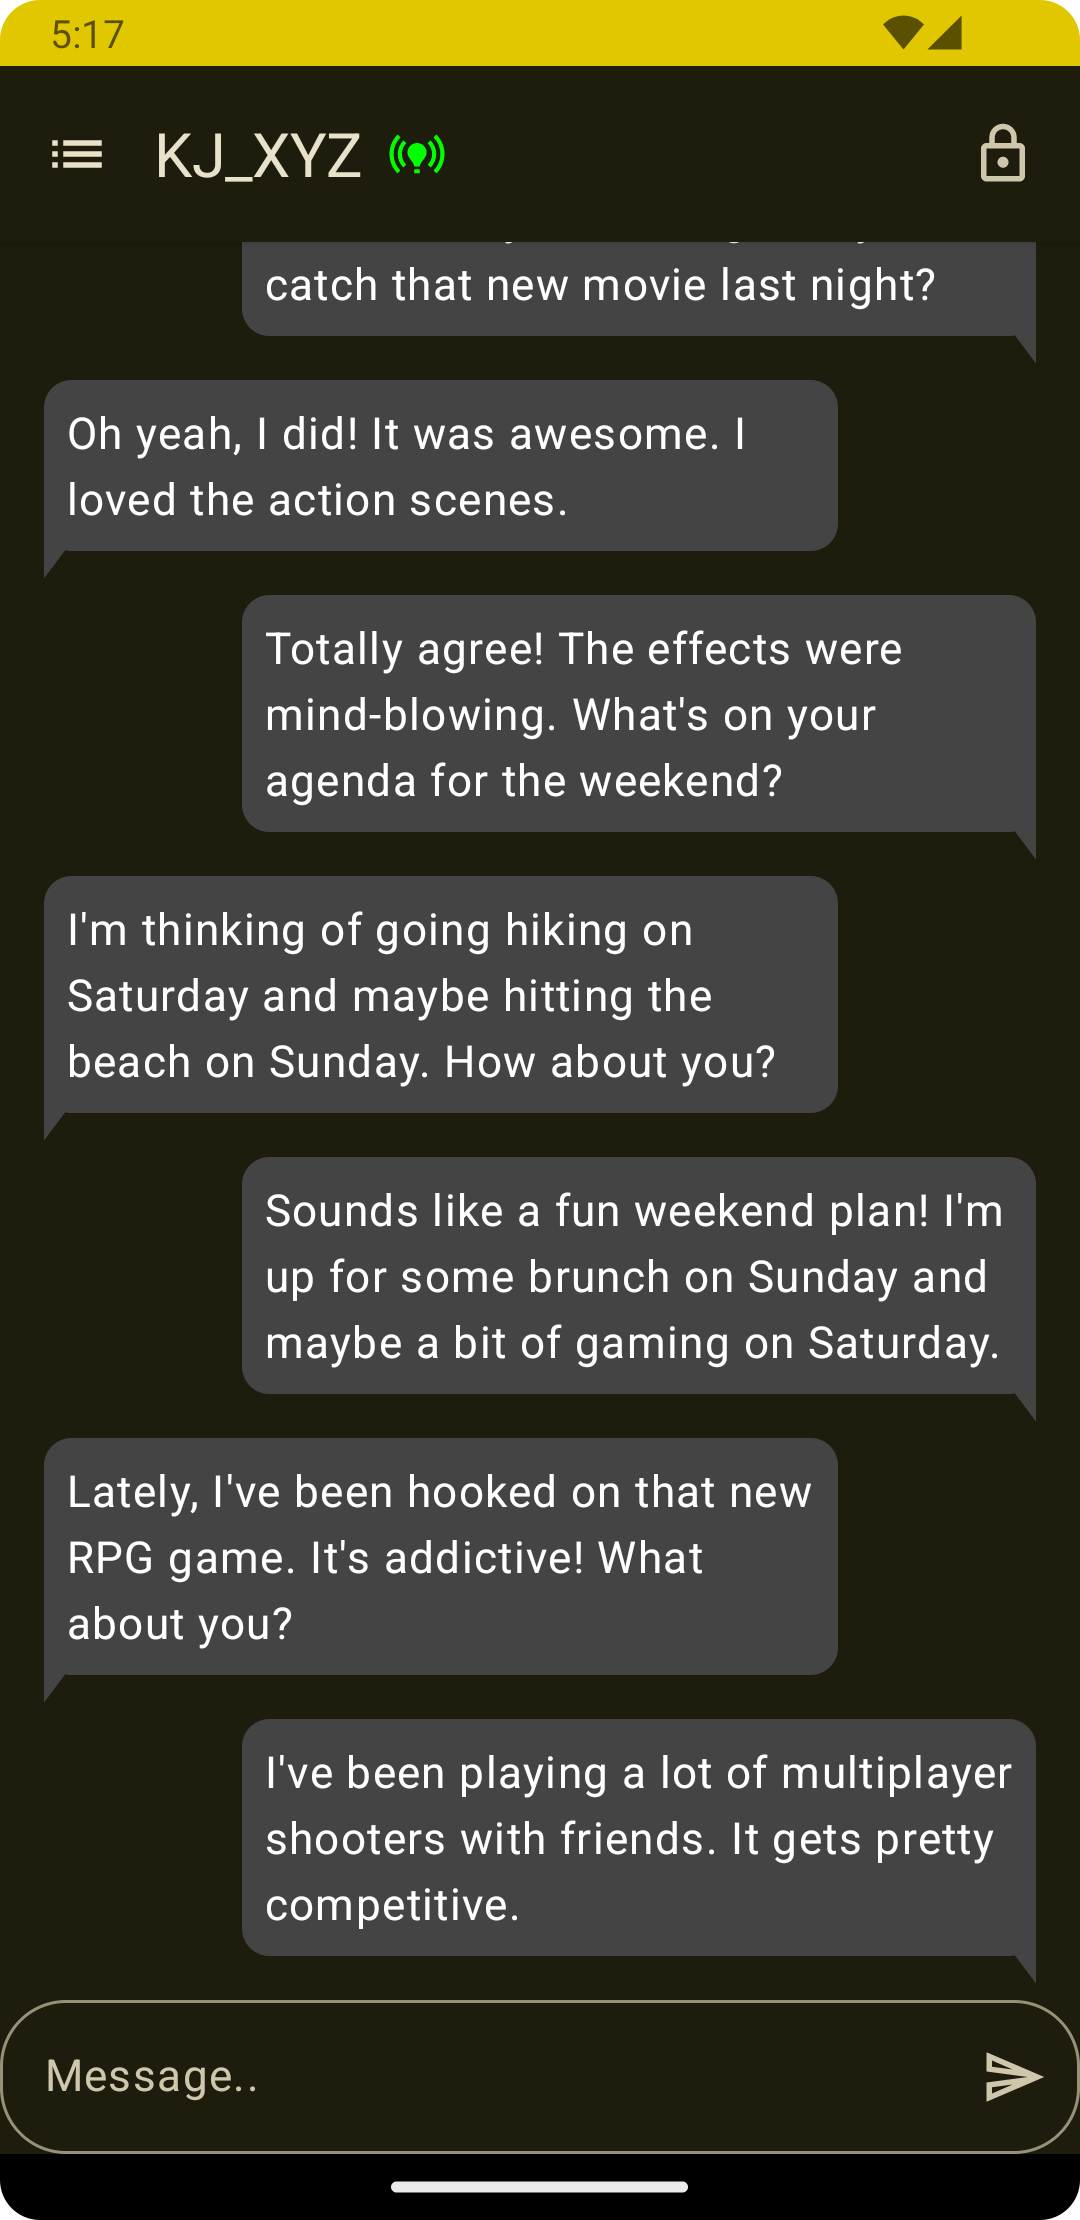 5:17
KJ_XYZ
catch that new movie last night?
Oh yeah, I did! It was awesome. I
loved the action scenes.
Totally agree! The effects were
mind-blowing. What's on your
agenda for the weekend?
I'm thinking of going hiking on
Saturday and maybe hitting the
beach on Sunday. How about you?
Sounds like a fun weekend plan! I'm
up for some brunch on Sunday and
maybe a bit of gaming on Saturday.
Lately, I've been hooked on that new
RPG game. It's addictive! What
about you?
I've been playing a lot of multiplayer
shooters with friends. It gets pretty
competitive.
Message..